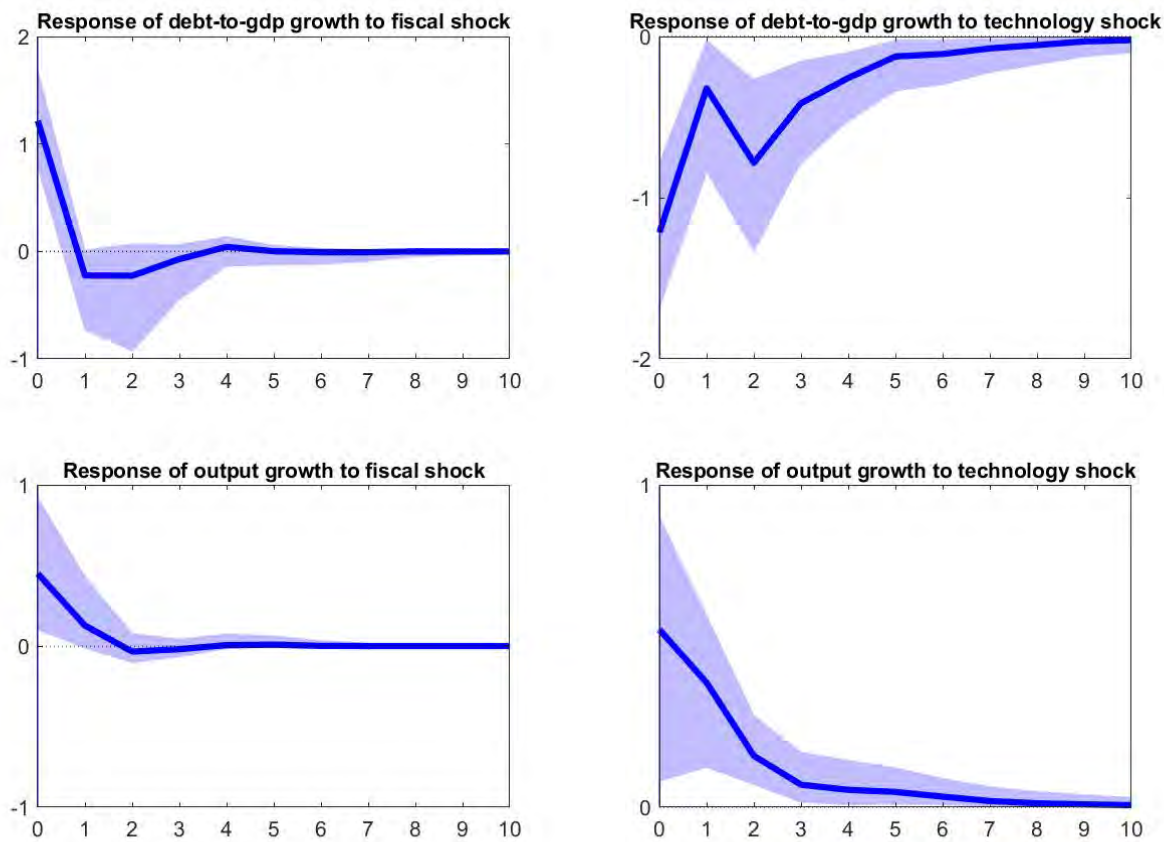 Response of debt-to-gdp growth to fiscal shock
2
1
0
-1
0 1 2 3 4 5 6 7 8 9 10
Response of debt-to-gdp growth to technology shock
0
-1
-2
0 1 2 3 4 5 6 7 8 9 10
Response of output growth to fiscal shock
1
0
-1
0 1 2 3 4 5 6 7 8 9 10
Response of output growth to technology shock
1
0
0 1 2 3 4 5 6 7 8 9 10